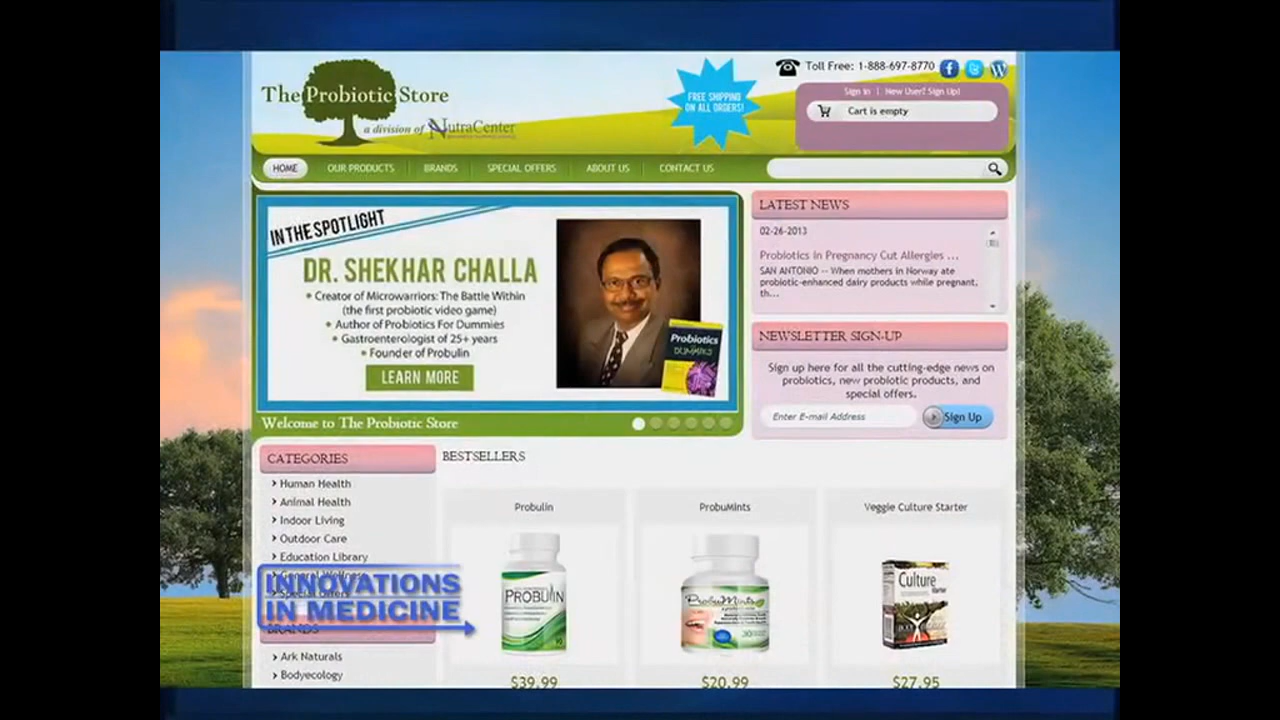 The Probiotic Store
a division of NutraCenter
FREE SHIPPING
ON ALL ORDERS!
Toll Free: 1-888-697-8770
Sign in | New User? Sign Up!
Cart is empty
HOME
OUR PRODUCTS
BRANDS
SPECIAL OFFERS
ABOUT US
CONTACT US
IN THE SPOTLIGHT
DR. SHEKHAR CHALLA
• Creator of Microwarriors: The Battle Within
(the first probiotic video game)
• Author of Probiotics For Dummies
• Gastroenterologist of 25+ years
• Founder of Probulin
LEARN MORE
Probiotics
DUMMIES
Welcome to The Probiotic Store
LATEST NEWS
02-26-2013
Probiotics in Pregnancy Cut Allergies ...
SAN ANTONIO -- When mothers in Norway ate
probiotic-enhanced dairy products while pregnant,
th...
NEWSLETTER SIGN-UP
Sign up here for all the cutting-edge news on
probiotics, new probiotic products, and
special offers.
Enter E-mail Address
Sign Up
CATEGORIES
Human Health
Animal Health
Indoor Living
Outdoor Care
Education Library
General Wellness
Special Offers
INNOVATIONS
IN MEDICINE
BRANDS
Ark Naturals
Bodyecology
BESTSELLERS
Probulin
PROBULIN
$39.99
ProbuMints
ProbuMints
30
$20.99
Veggie Culture Starter
Culture
Starter
$27.95